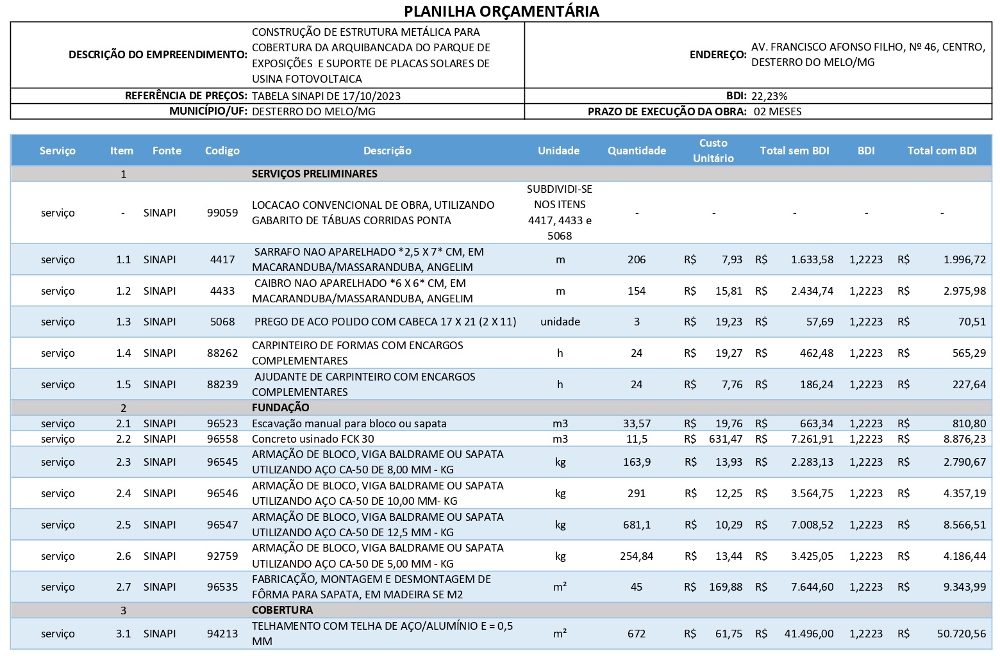 PLANILHA ORÇAMENTÁRIA
DESCRIÇÃO DO EMPREENDIMENTO: CONSTRUÇÃO DE ESTRUTURA METÁLICA PARA
COBERTURA DA ARQUIBANCADA DO PARQUE DE
EXPOSIÇÕES E SUPORTE DE PLACAS SOLARES DE
USINA FOTOVOLTAICA
ENDEREÇO: AV. FRANCISCO AFONSO FILHO, Nº 46, CENTRO,
DESTERRO DO MELO/MG
REFERÊNCIA DE PREÇOS: TABELA SINAPI DE 17/10/2023 BDI: 22,23%
MUNICÍPIO/UF: DESTERRO DO MELO/MG PRAZO DE EXECUÇÃO DA OBRA: 02 MESES
Serviço Item Fonte Codigo Descrição Unidade Quantidade Custo Unitário Total sem BDI BDI Total com BDI
1 SERVIÇOS PRELIMINARES
serviço - SINAPI 99059 LOCACAO CONVENCIONAL DE OBRA, UTILIZANDO
GABARITO DE TÁBUAS CORRIDAS PONTA
SUBDIVIDI-SE
NOS ITENS
4417, 4433 e
5068
- - - - -
serviço 1.1 SINAPI 4417 SARRAFO NAO APARELHADO *2,5 X 7* CM, EM
MACARANDUBA/MASSARANDUBA, ANGELIM m 206 R$ 7,93 R$ 1.633,58 1,2223 R$ 1.996,72
serviço 1.2 SINAPI 4433 CAIBRO NAO APARELHADO *6 X 6* CM, EM
MACARANDUBA/MASSARANDUBA, ANGELIM m 154 R$ 15,81 R$ 2.434,74 1,2223 R$ 2.975,98
serviço 1.3 SINAPI 5068 PREGO DE ACO POLIDO COM CABECA 17 X 21 (2 X 11) unidade 3 R$ 19,23 R$ 57,69 1,2223 R$ 70,51
serviço 1.4 SINAPI 88262 CARPINTEIRO DE FORMAS COM ENCARGOS
COMPLEMENTARES h 24 R$ 19,27 R$ 462,48 1,2223 R$ 565,29
serviço 1.5 SINAPI 88239 AJUDANTE DE CARPINTEIRO COM ENCARGOS
COMPLEMENTARES h 24 R$ 7,76 R$ 186,24 1,2223 R$ 227,64
2 FUNDAÇÃO
serviço 2.1 SINAPI 96523 Escavação manual para bloco ou sapata m3 33,57 R$ 19,76 R$ 663,34 1,2223 R$ 810,80
serviço 2.2 SINAPI 96558 Concreto usinado FCK 30 m3 11,5 R$ 631,47 R$ 7.261,91 1,2223 R$ 8.876,23
serviço 2.3 SINAPI 96545 ARMAÇÃO DE BLOCO, VIGA BALDRAME OU SAPATA
UTILIZANDO AÇO CA-50 DE 8,00 MM - KG kg 163,9 R$ 13,93 R$ 2.283,13 1,2223 R$ 2.790,67
serviço 2.4 SINAPI 96546 ARMAÇÃO DE BLOCO, VIGA BALDRAME OU SAPATA
UTILIZANDO AÇO CA-50 DE 10,00 MM- KG kg 291 R$ 12,25 R$ 3.564,75 1,2223 R$ 4.357,19
serviço 2.5 SINAPI 96547 ARMAÇÃO DE BLOCO, VIGA BALDRAME OU SAPATA
UTILIZANDO AÇO CA-50 DE 12,5 MM - KG kg 681,1 R$ 10,29 R$ 7.008,52 1,2223 R$ 8.566,51
serviço 2.6 SINAPI 92759 ARMAÇÃO DE BLOCO, VIGA BALDRAME OU SAPATA
UTILIZANDO AÇO CA-50 DE 5,00 MM - KG kg 254,84 R$ 13,44 R$ 3.425,05 1,2223 R$ 4.186,44
serviço 2.7 SINAPI 96535 FABRICAÇÃO, MONTAGEM E DESMONTAGEM DE
FÔRMA PARA SAPATA, EM MADEIRA SE M2 m² 45 R$ 169,88 R$ 7.644,60 1,2223 R$ 9.343,99
3 COBERTURA
serviço 3.1 SINAPI 94213 TELHAMENTO COM TELHA DE AÇO/ALUMÍNIO E = 0,5
MM m² 672 R$ 61,75 R$ 41.496,00 1,2223 R$ 50.720,56